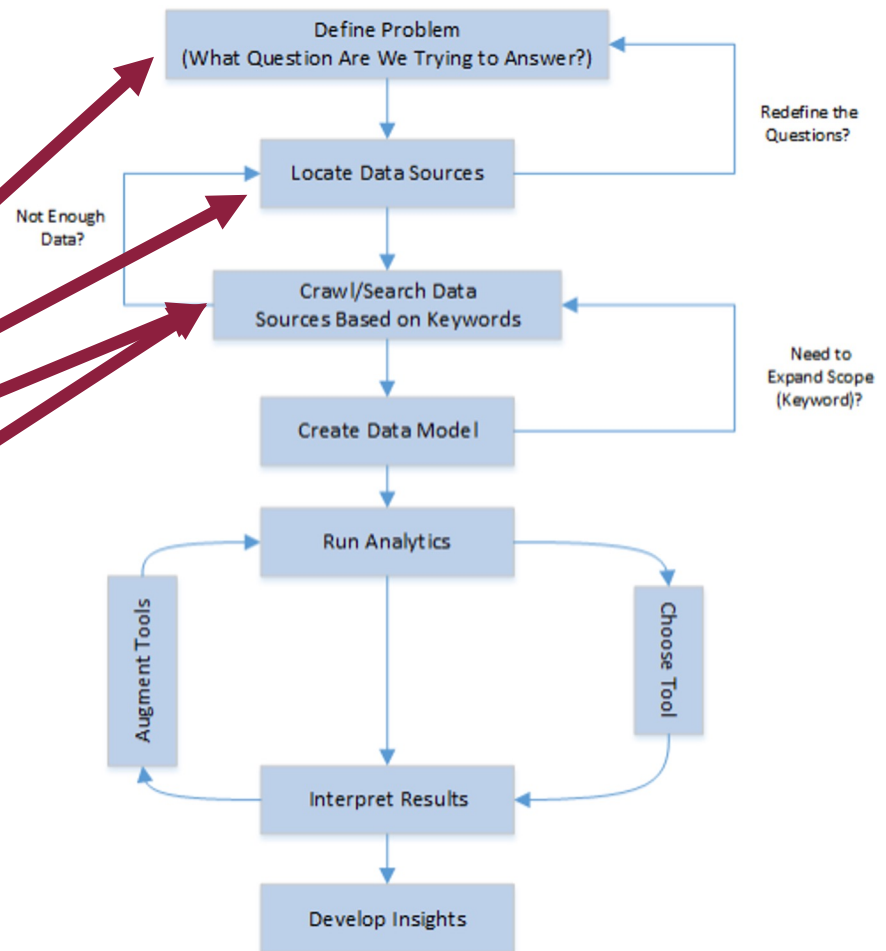 Define Problem
(What Question Are We Trying to Answer?)
Redefine the
Questions?
Locate Data Sources
Not Enough
Data?
Crawl/Search Data
Sources Based on Keywords
Need to
Expand Scope
(Keyword)?
Create Data Model
Run Analytics
Augment Tools
Choose Tool
Interpret Results
Develop Insights